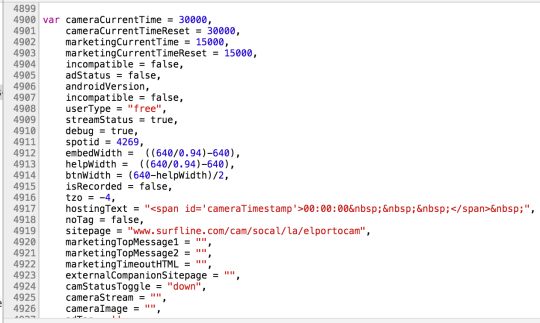 4899
4900 var cameraCurrentTime = 30000,
4901 cameraCurrentTimeReset = 30000,
4902 marketingCurrentTime = 15000,
4903 marketingCurrentTimeReset = 15000,
4904 incompatible = false,
4905 adStatus = false,
4906 androidVersion,
4907 incompatible = false,
4908 userType = "free",
4909 streamStatus = true,
4910 debug = true,
4911 spotid = 4269,
4912 embedWidth = ((640/0.94)-640),
4913 helpWidth = ((640/0.94)-640),
4914 btnWidth = (640-helpWidth)/2,
4915 isRecorded = false,
4916 tzo = -4,
4917 hostingText = "<span id='cameraTimestamp'>00:00:00&nbsp;&nbsp;&nbsp;</span>&nbsp;",
4918 noTag = false,
4919 sitepage = "www.surfline.com/cam/socal/la/elportocam",
4920 marketingTopMessage1 = "",
4921 marketingTopMessage2 = "",
4922 marketingTimeoutHTML = "",
4923 externalCompanionSitepage = "",
4924 camStatusToggle = "down",
4925 cameraStream = "",
4926 cameraImage = "",